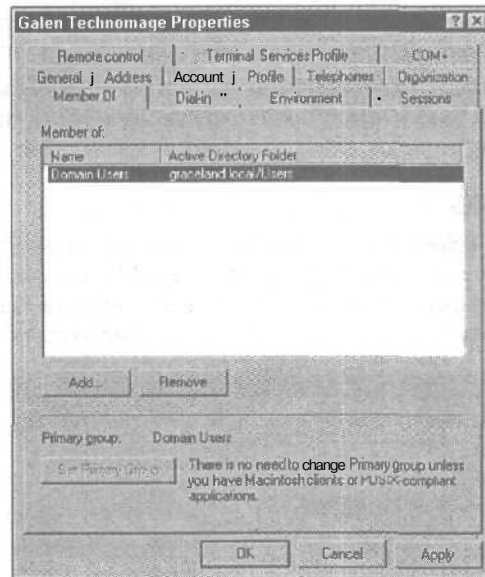 Galen Technomage Properties
Remote control | Terminal Services Profile | COM+
General j Address | Account j Profile | Telephones | Organization
Member Of | Dial-in " | Environment | • Sessions
Member of:
Name Active Directory Folder
Domain Users graceland local/Users
Add... Remove
Primary group: Domain Users
Set Primary Group There is no need to change Primary group unless
you have Macintosh clients or POSIX-compliant
applications.
OK Cancel Apply